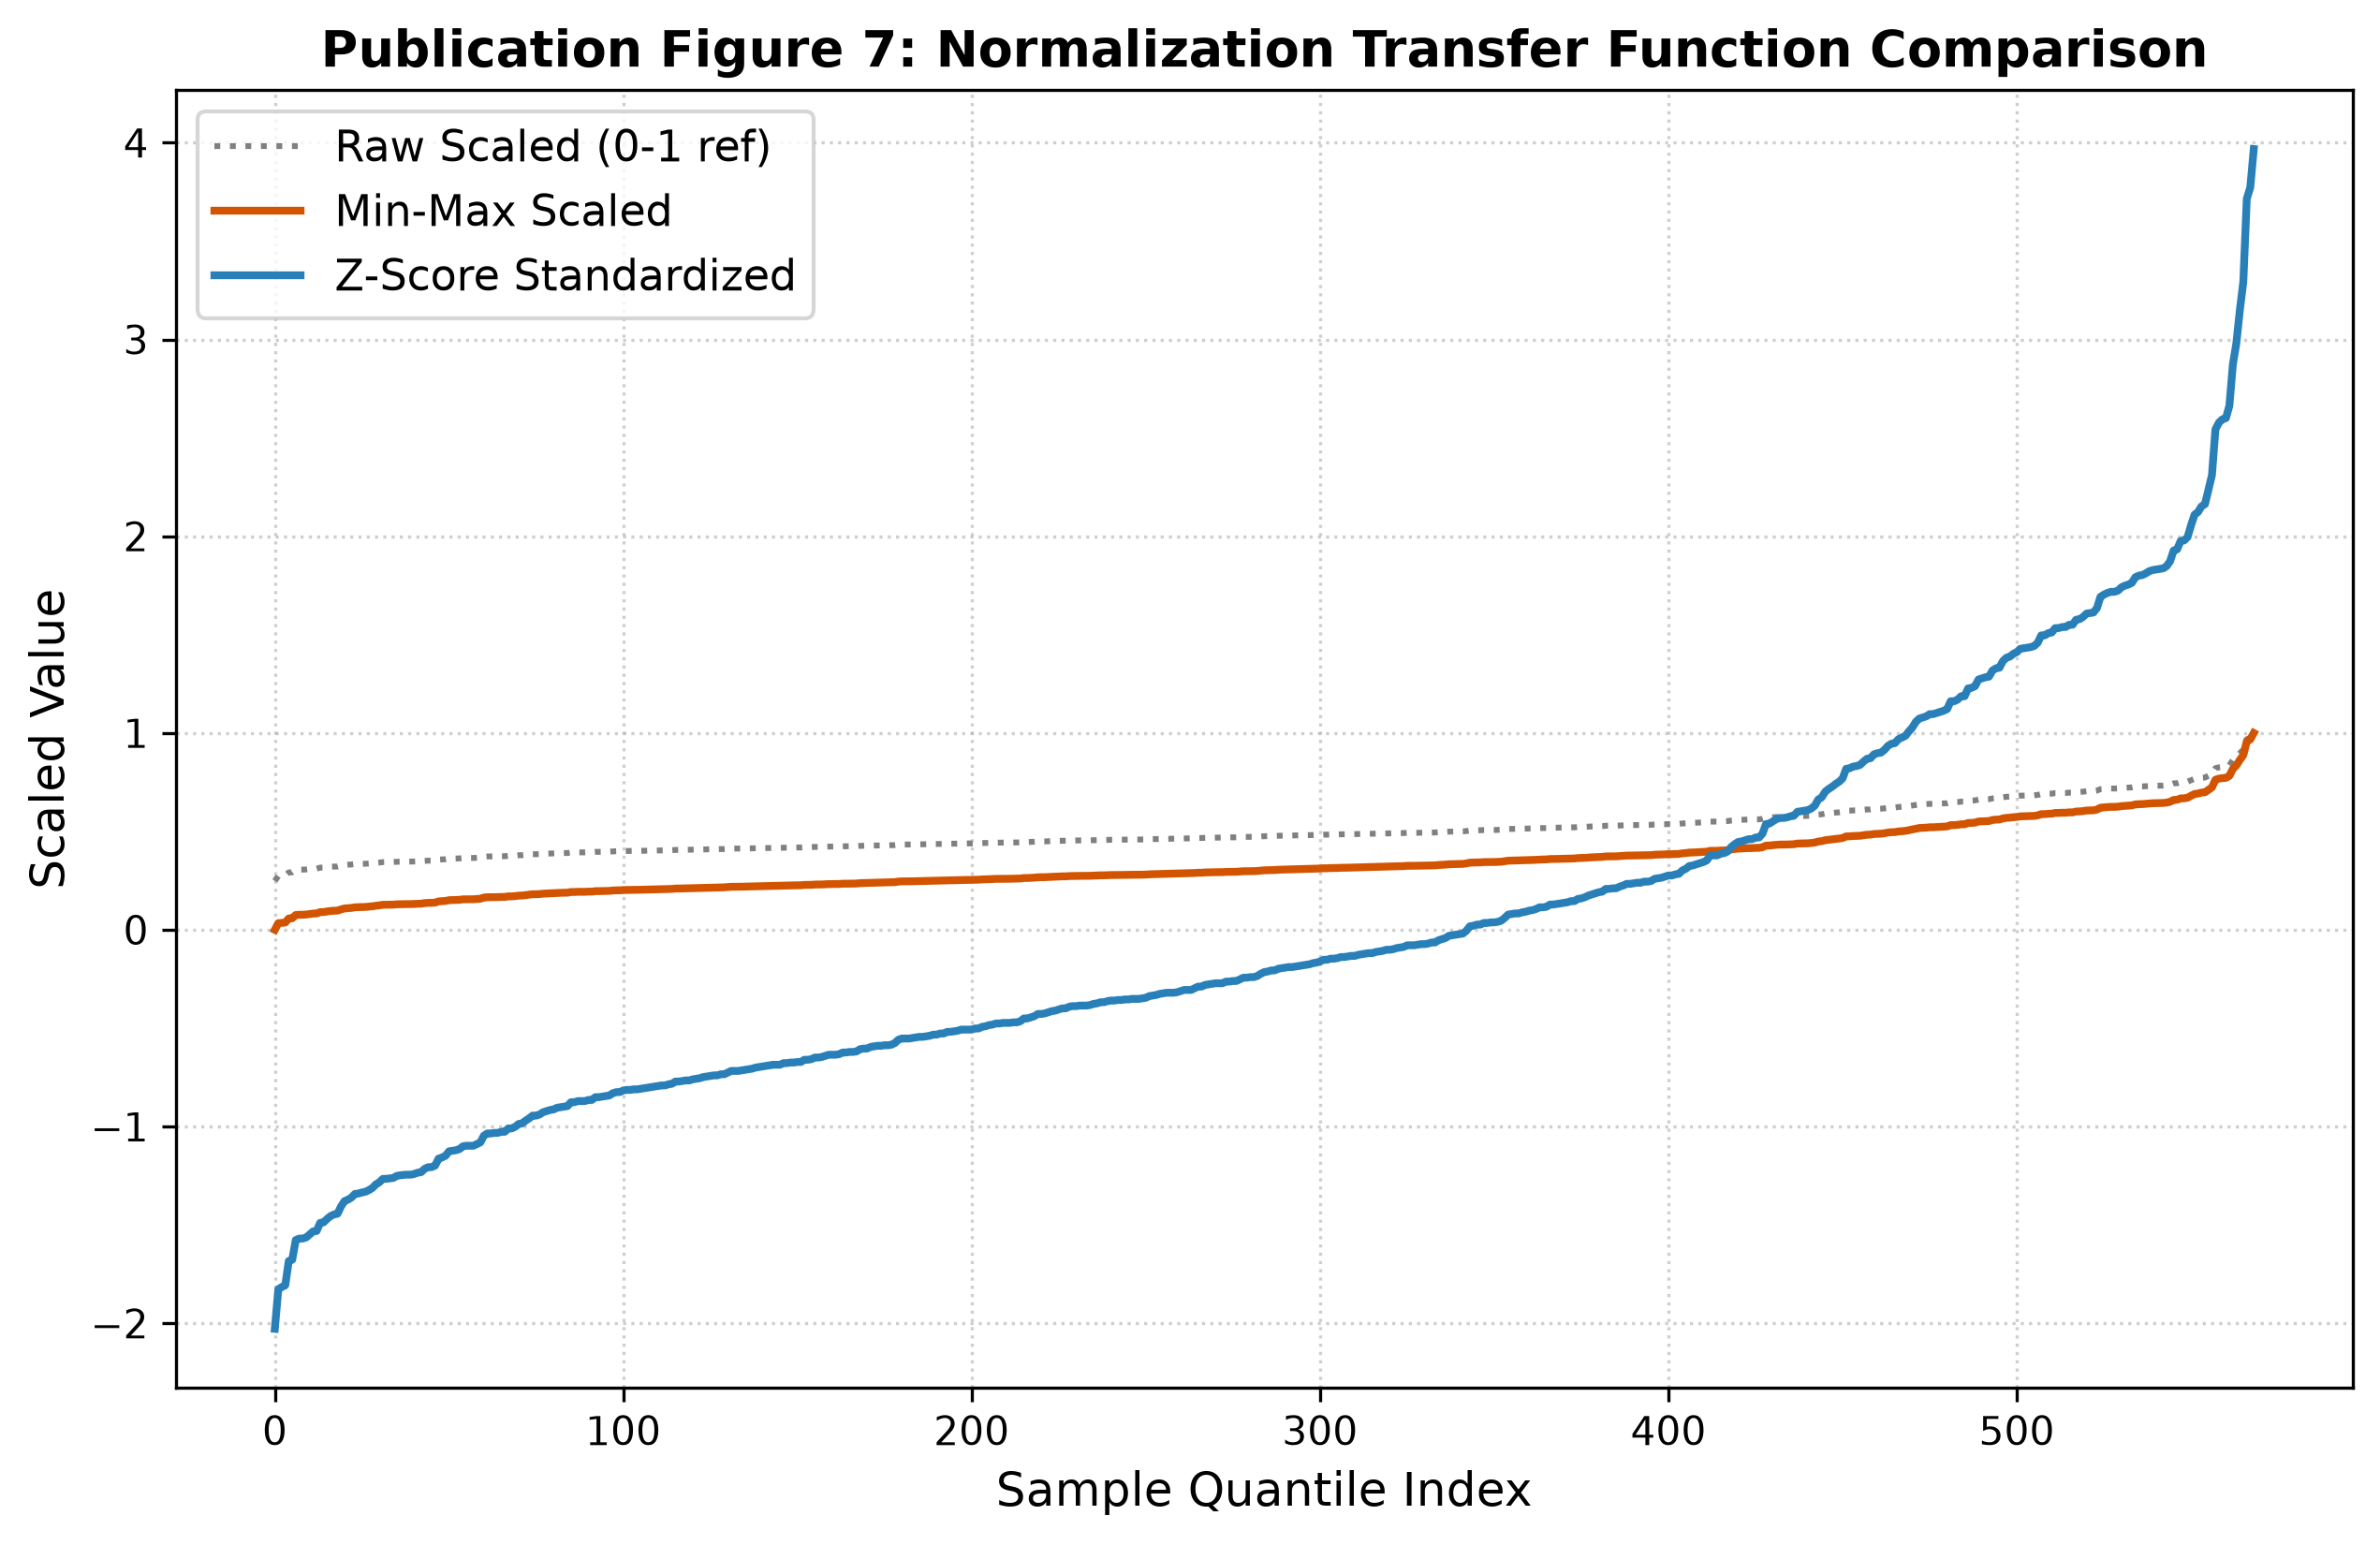 Publication Figure 7: Normalization Transfer Function Comparison
Raw Scaled (0-1 ref)
Min-Max Scaled
Z-Score Standardized
4
3
2
1
0
−1
−2
Scaled Value
0 100 200 300 400 500
Sample Quantile Index